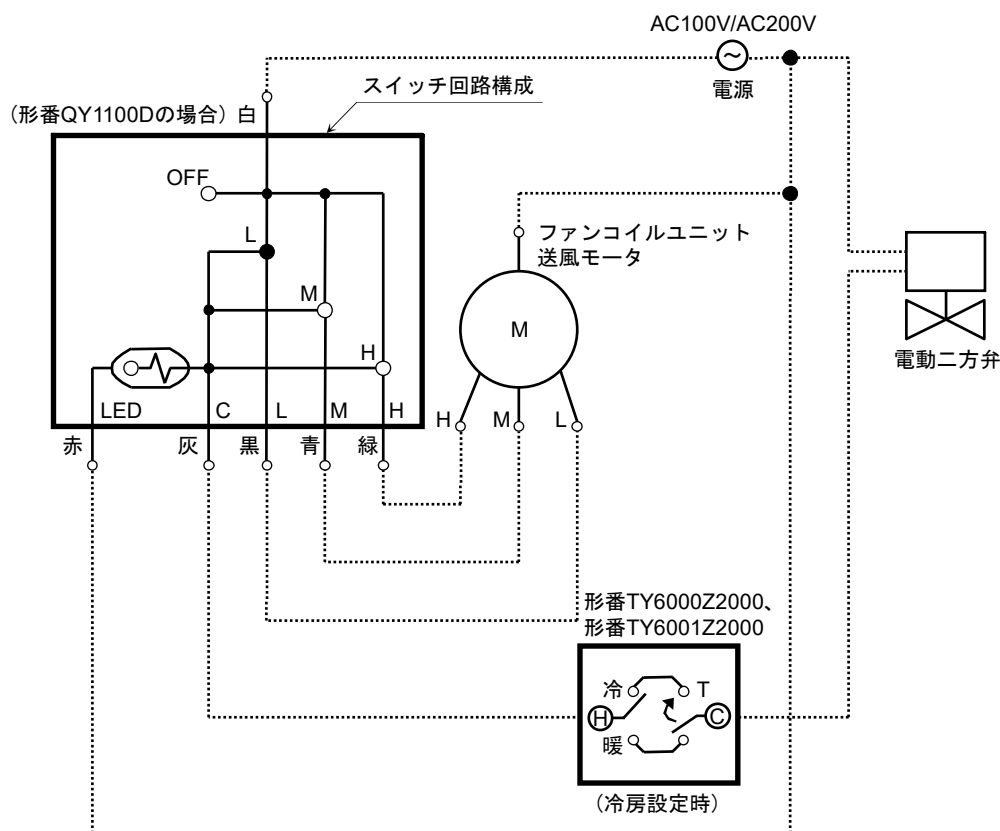 AC100V/AC200V
電源
スイッチ回路構成
(形番QY1100Dの場合) 白
OFF
L
M
H
LED C L M H
赤 灰 黒 青 緑
ファンコイルユニット
送風モータ
M
H M L
電動二方弁
形番TY6000Z2000、
形番TY6001Z2000
冷 T
H C
暖
(冷房設定時)